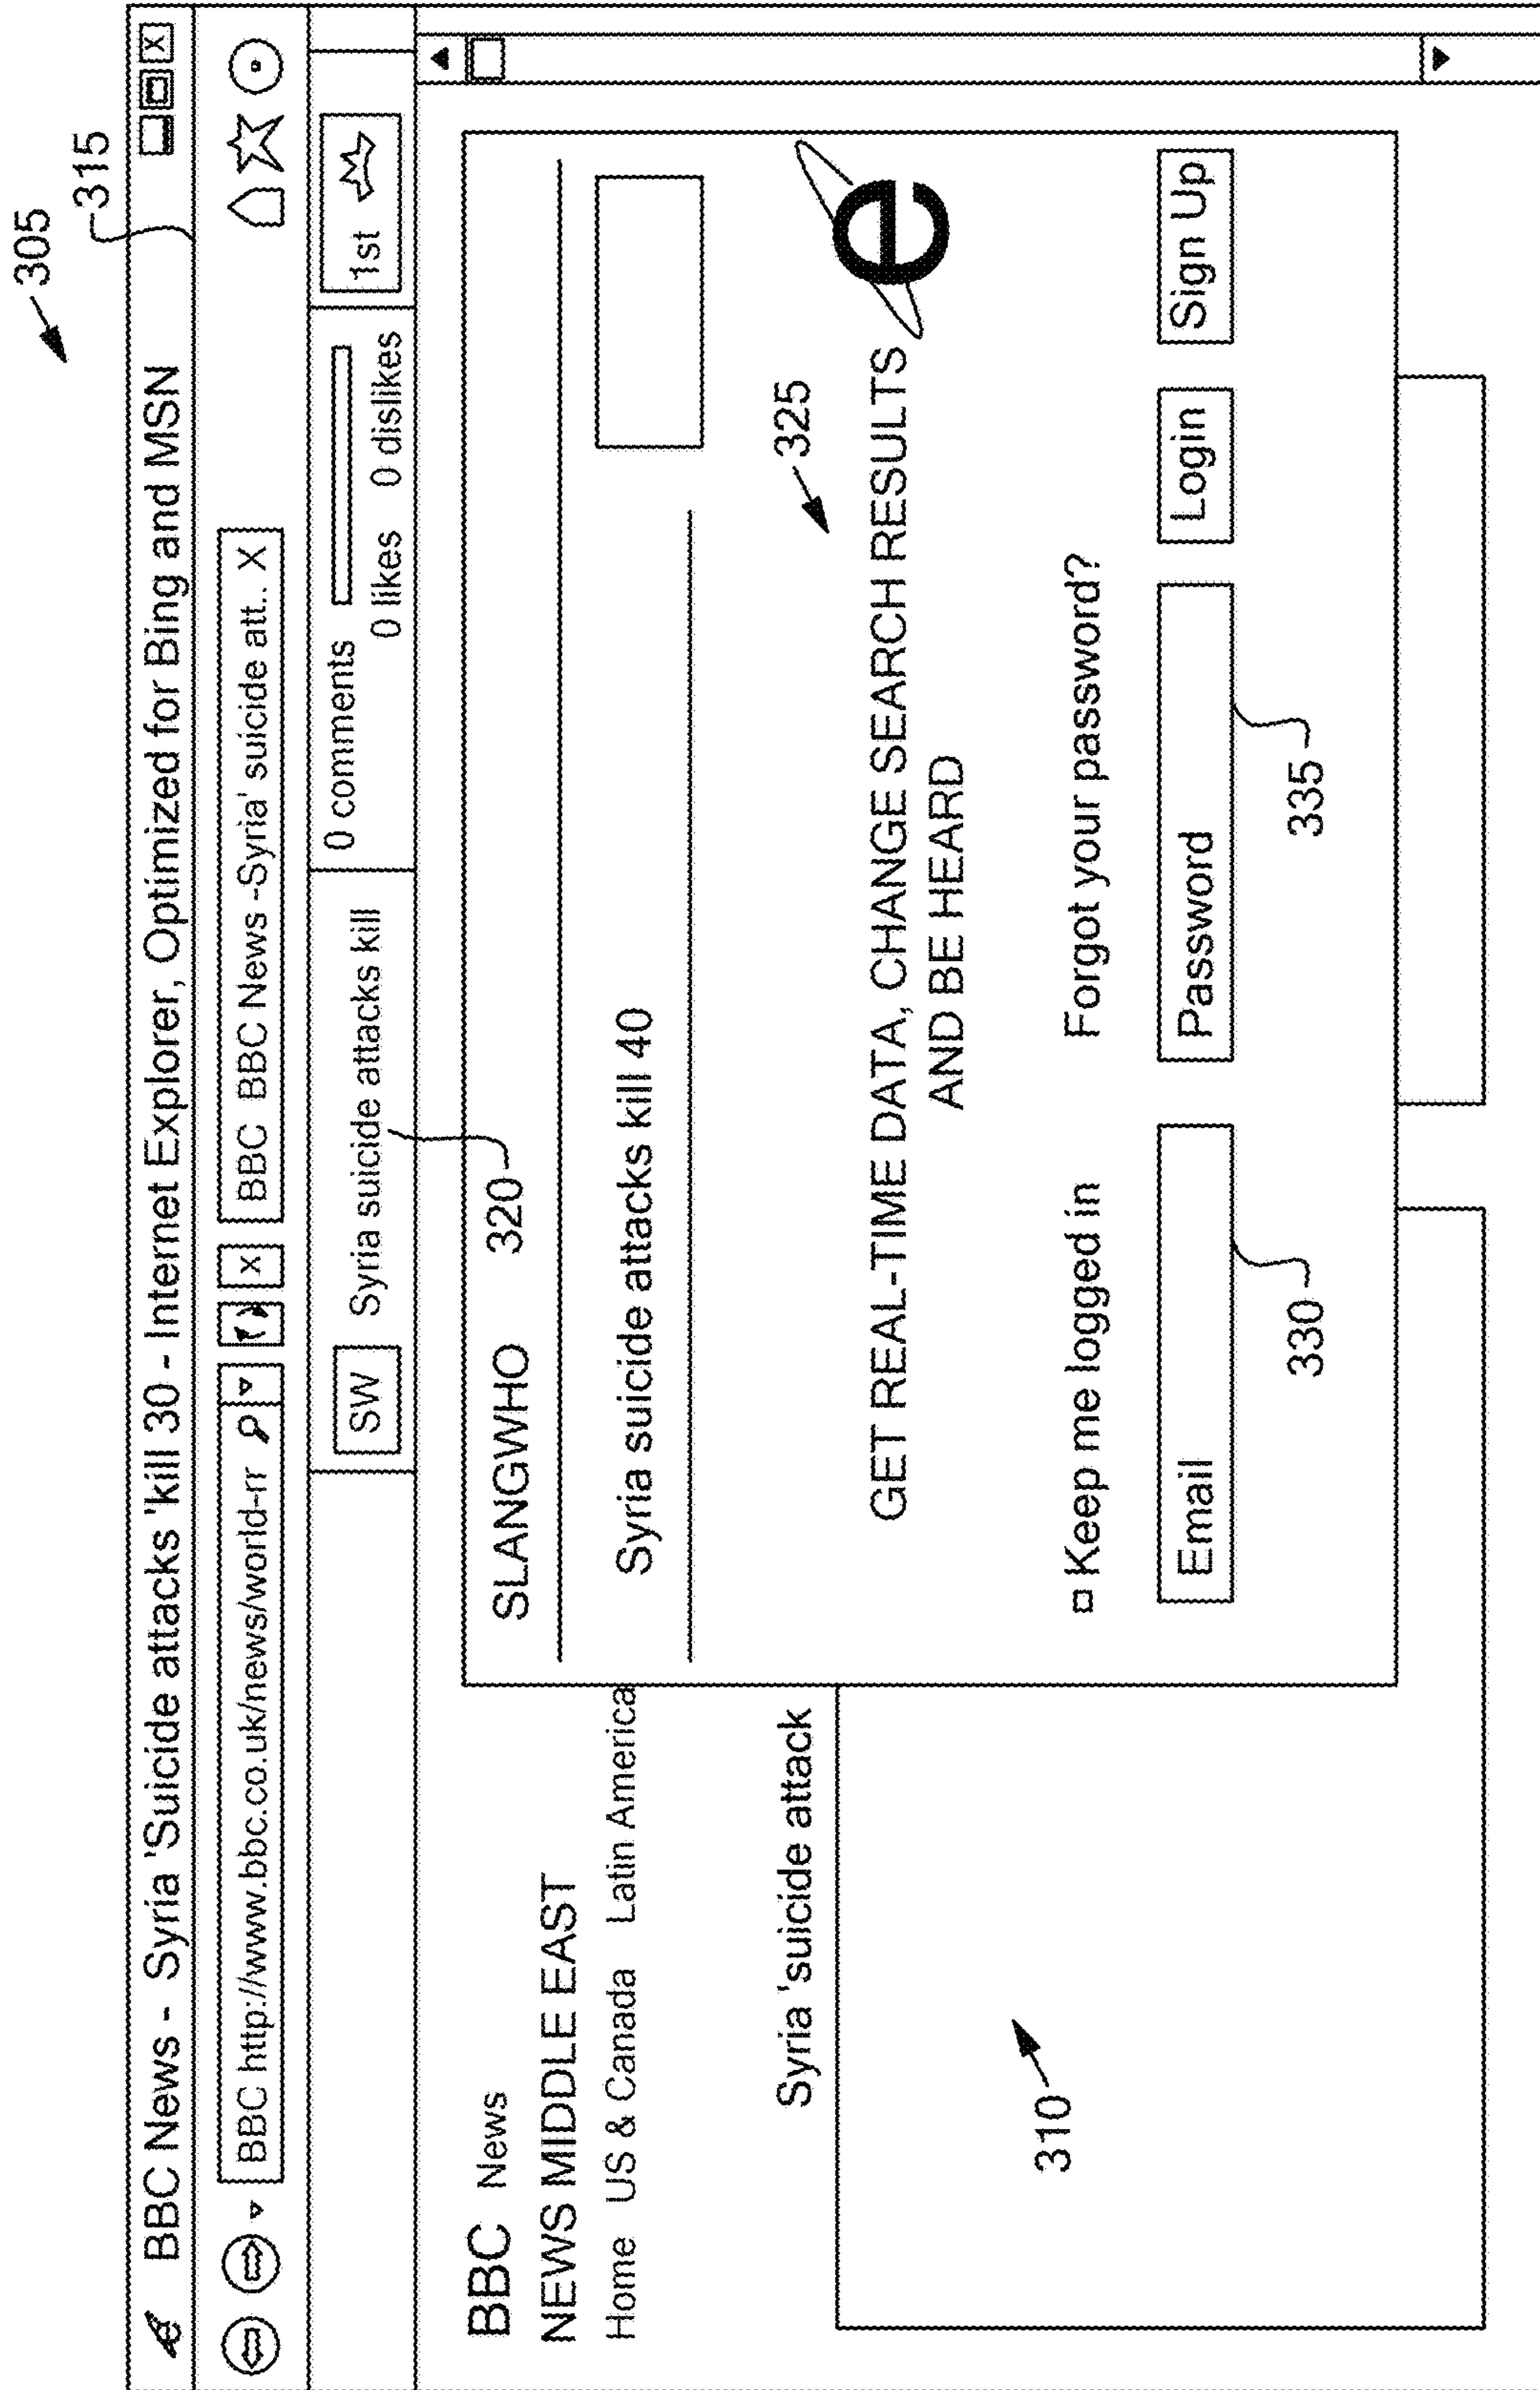 305
315
BBC News - Syria 'Suicide attacks 'kill 30 - Internet Explorer, Optimized for Bing and MSN
BBC http://www.bbc.co.uk/news/world-rr
X
BBC BBC News -Syria' suicide att.. X
SW Syria suicide attacks kill
0 comments
0 likes 0 dislikes
1st
BBC News
NEWS MIDDLE EAST
Home US & Canada Latin America
Syria 'suicide attack
310
SLANGWHO
320
Syria suicide attacks kill 40
325
GET REAL-TIME DATA, CHANGE SEARCH RESULTS
AND BE HEARD
e
Keep me logged in
Forgot your password?
Email
Password
Login
Sign Up
330
335